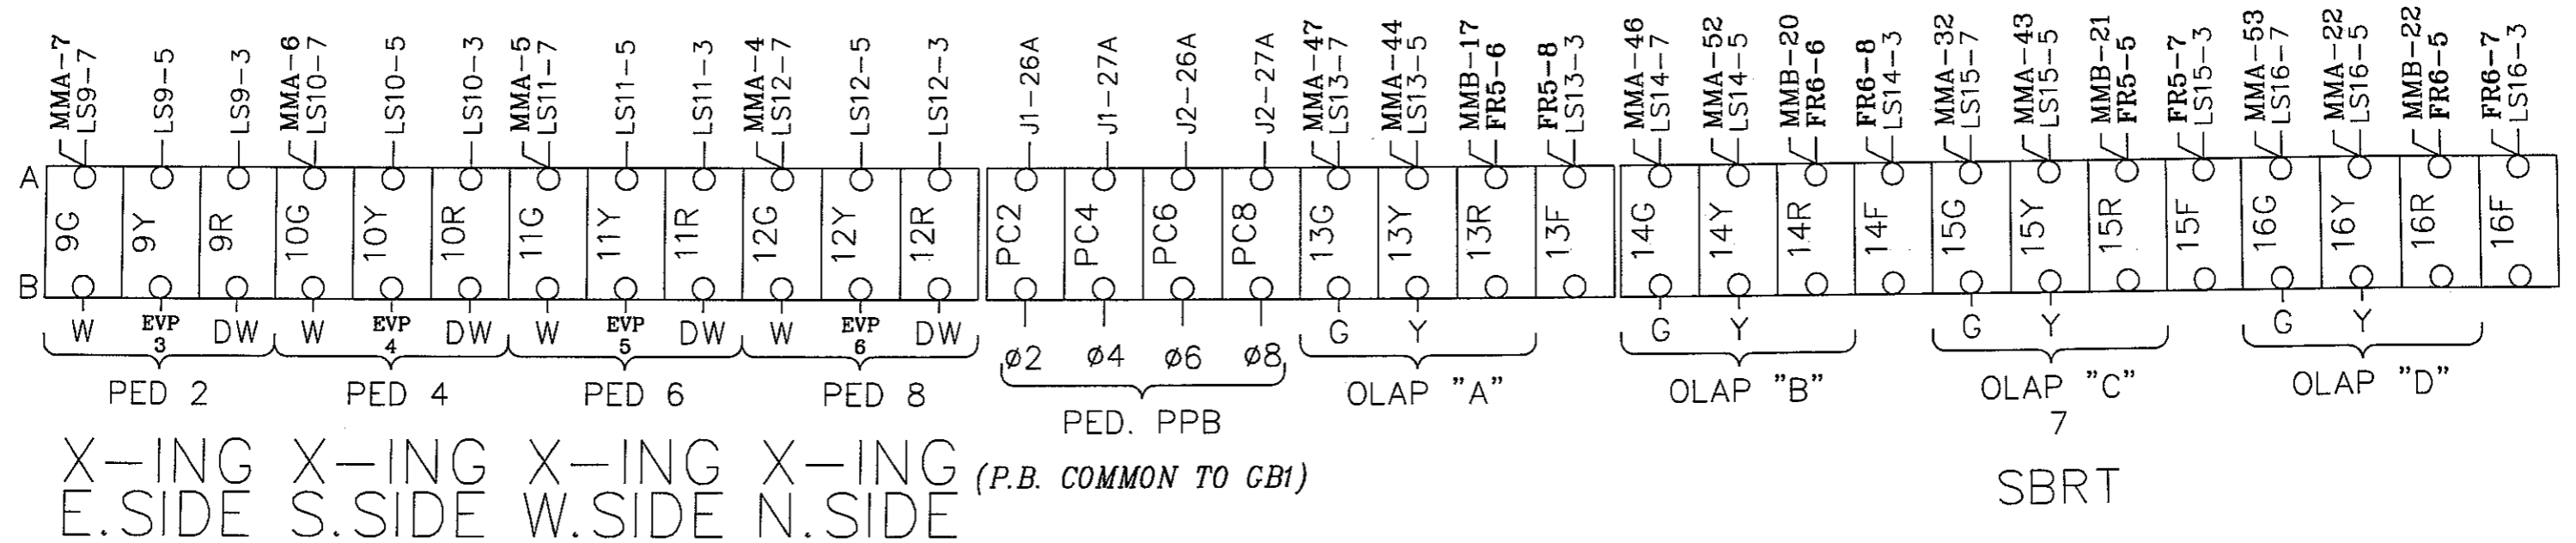 MMA-7 LS9-7 LS9-5 LS9-3 MMA-6 LS10-7 LS10-5 LS10-3 MMA-5 LS11-7 LS11-5 LS11-3 MMA-4 LS12-7 LS12-5 LS12-3 J1-26A J1-27A J2-26A J2-27A MMA-47 LS13-7 MMA-44 LS13-5 MMB-17 FR5-6 FR5-8 LS13-3 MMA-46 LS14-7 MMA-52 LS14-5 MMB-20 FR6-6 FR6-8 LS14-3 MMA-32 LS15-7 MMA-43 LS15-5 MMB-21 FR5-5 FR5-7 LS15-3 MMA-53 LS16-7 MMA-22 LS16-5 MMB-22 FR6-5 FR6-7 LS16-3
A
9G 9Y 9R 10G 10Y 10R 11G 11Y 11R 12G 12Y 12R PC2 PC4 PC6 PC8 13G 13Y 13R 13F 14G 14Y 14R 14F 15G 15Y 15R 15F 16G 16Y 16R 16F
B
W EVP 3 DW W EVP 4 DW W EVP 5 DW W EVP 6 DW ø2 ø4 ø6 ø8 G Y G Y G Y G Y
PED 2 PED 4 PED 6 PED 8 OLAP "A" OLAP "B" OLAP "C" OLAP "D"
PED. PPB 7
X-ING X-ING X-ING X-ING (P.B. COMMON TO GB1) SBRT
E.SIDE S.SIDE W.SIDE N.SIDE